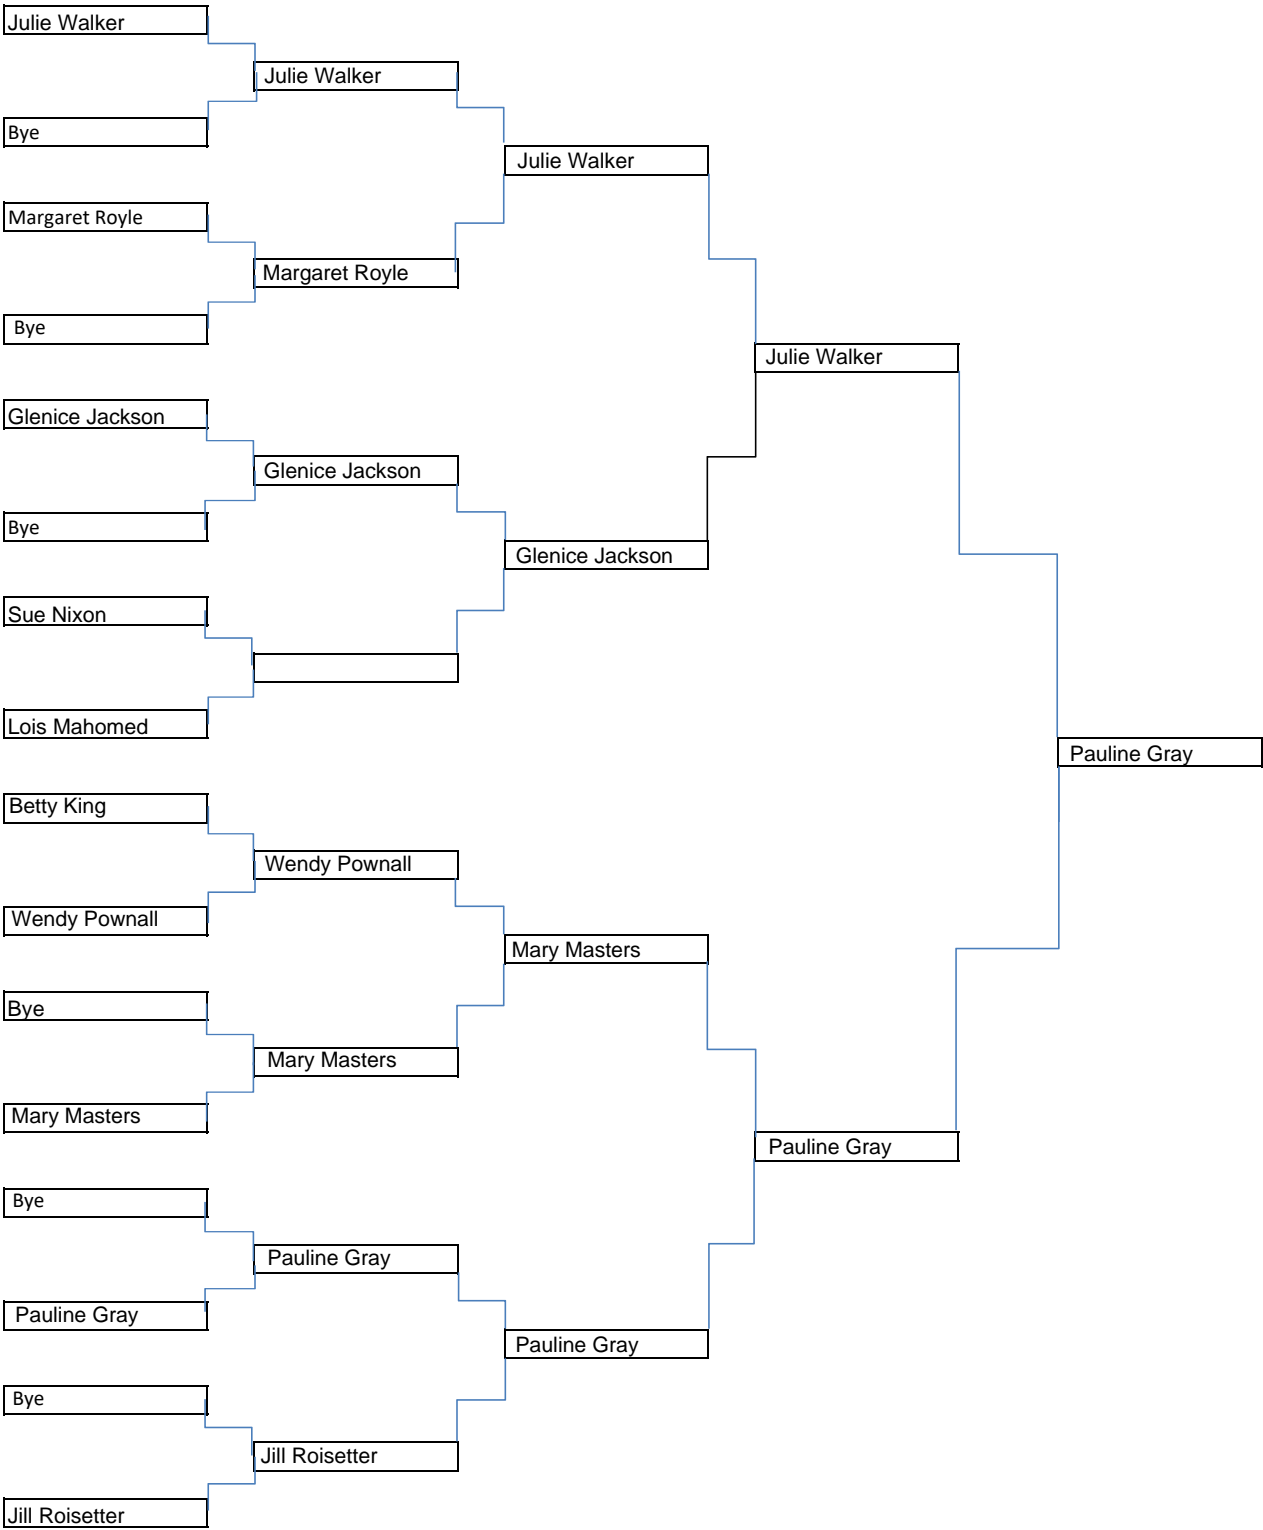 Julie Walker
Julie Walker
Bye
Julie Walker
Margaret Royle
Margaret Royle
Bye
Julie Walker
Glenice Jackson
Glenice Jackson
Bye
Glenice Jackson
Sue Nixon
Lois Mahomed
Pauline Gray
Betty King
Wendy Pownall
Wendy Pownall
Mary Masters
Bye
Mary Masters
Mary Masters
Pauline Gray
Bye
Pauline Gray
Pauline Gray
Pauline Gray
Bye
Jill Roisetter
Jill Roisetter